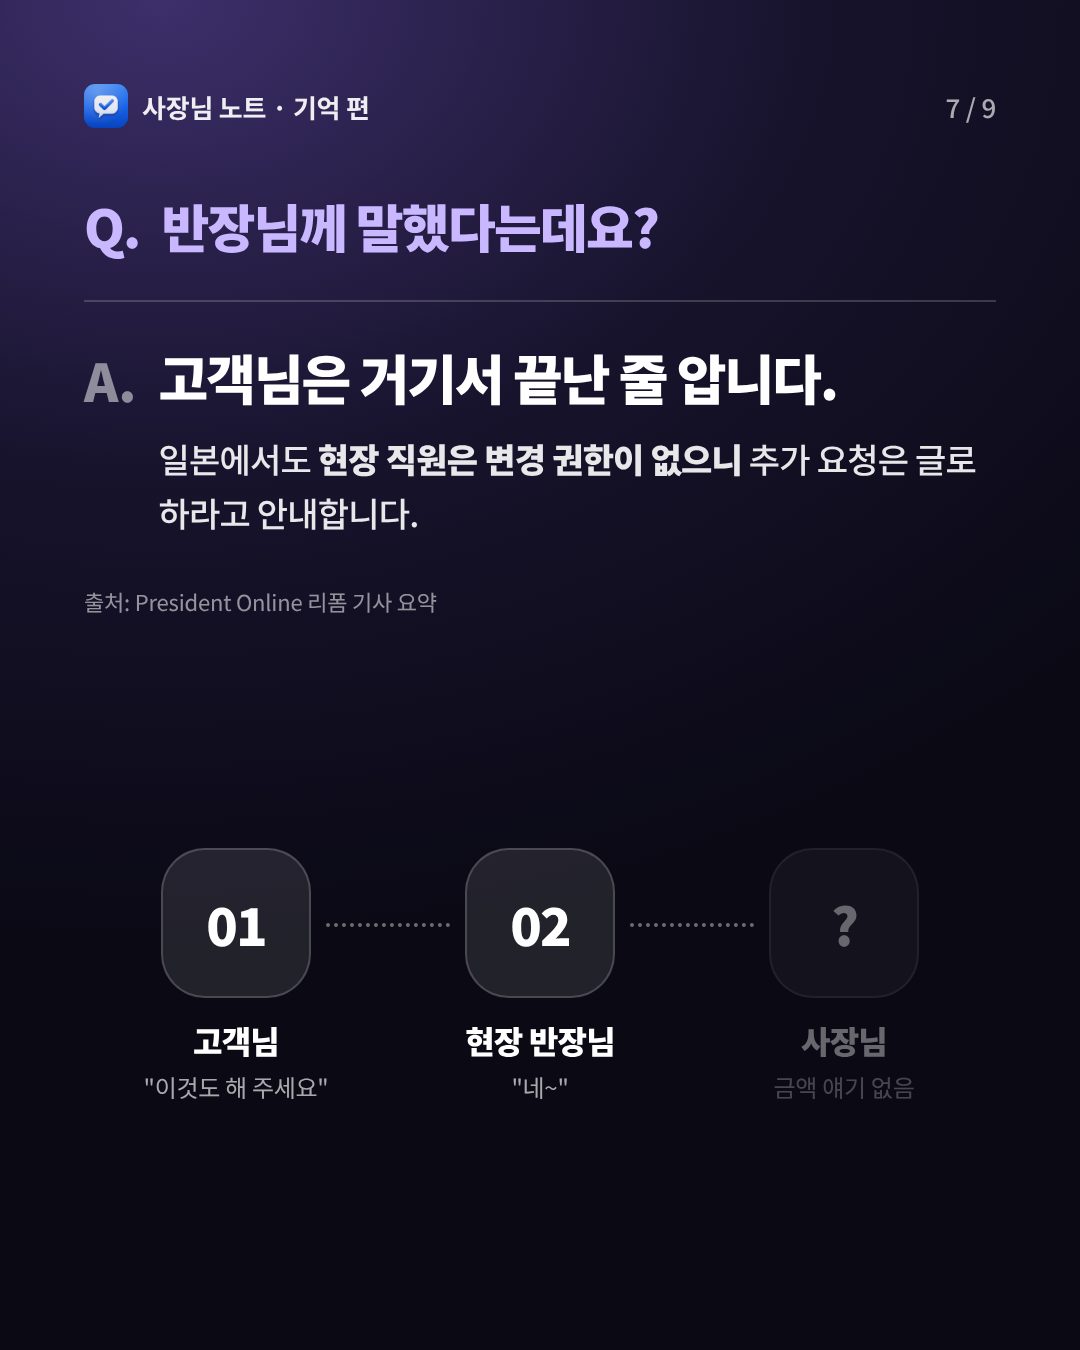 사장님 노트 · 기억 편
7 / 9
Q. 반장님께 말했다는데요?
A. 고객님은 거기서 끝난 줄 압니다.
일본에서도 현장 직원은 변경 권한이 없으니 추가 요청은 글로
하라고 안내합니다.
출처: President Online 리폼 기사 요약
01
02
?
고객님
현장 반장님
사장님
"이것도 해 주세요"
"네~"
금액 얘기 없음